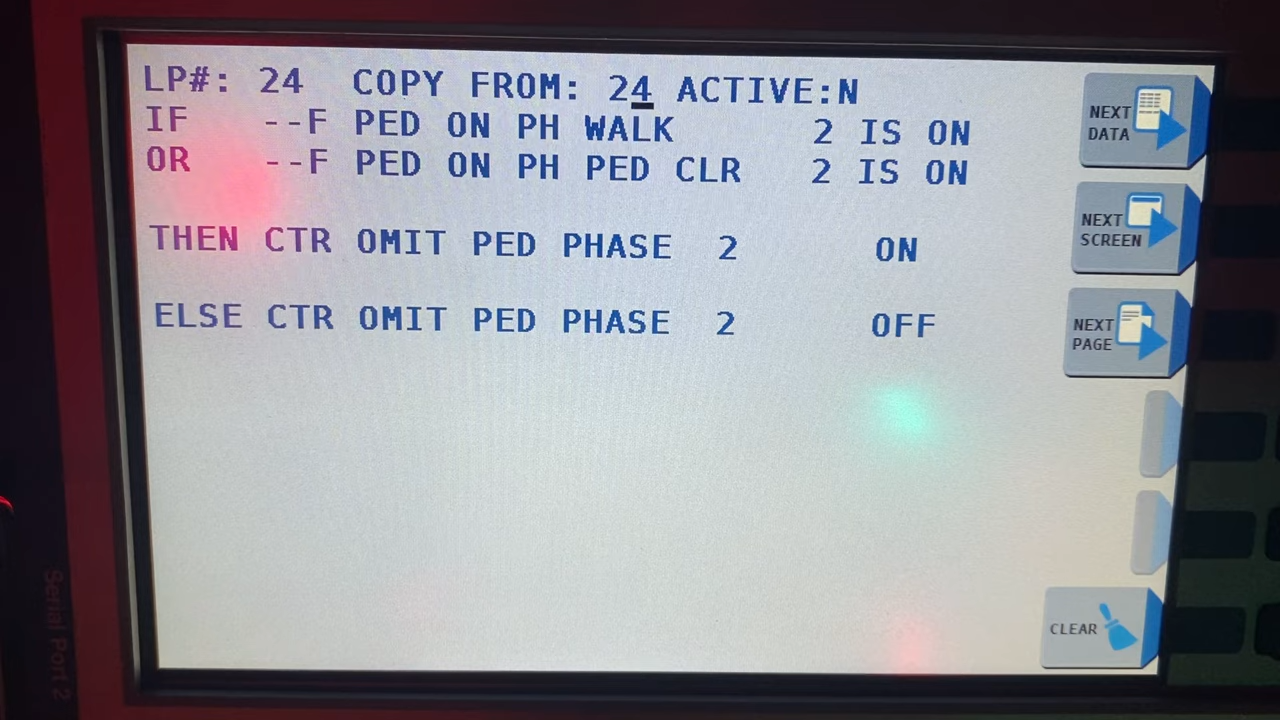 LP#: 24 COPY FROM: 24 ACTIVE:N
IF --F PED ON PH WALK 2 IS ON
OR --F PED ON PH PED CLR 2 IS ON
THEN CTR OMIT PED PHASE 2 ON
ELSE CTR OMIT PED PHASE 2 OFF
NEXT
DATA
NEXT
SCREEN
NEXT
PAGE
CLEAR
Serial Port 2